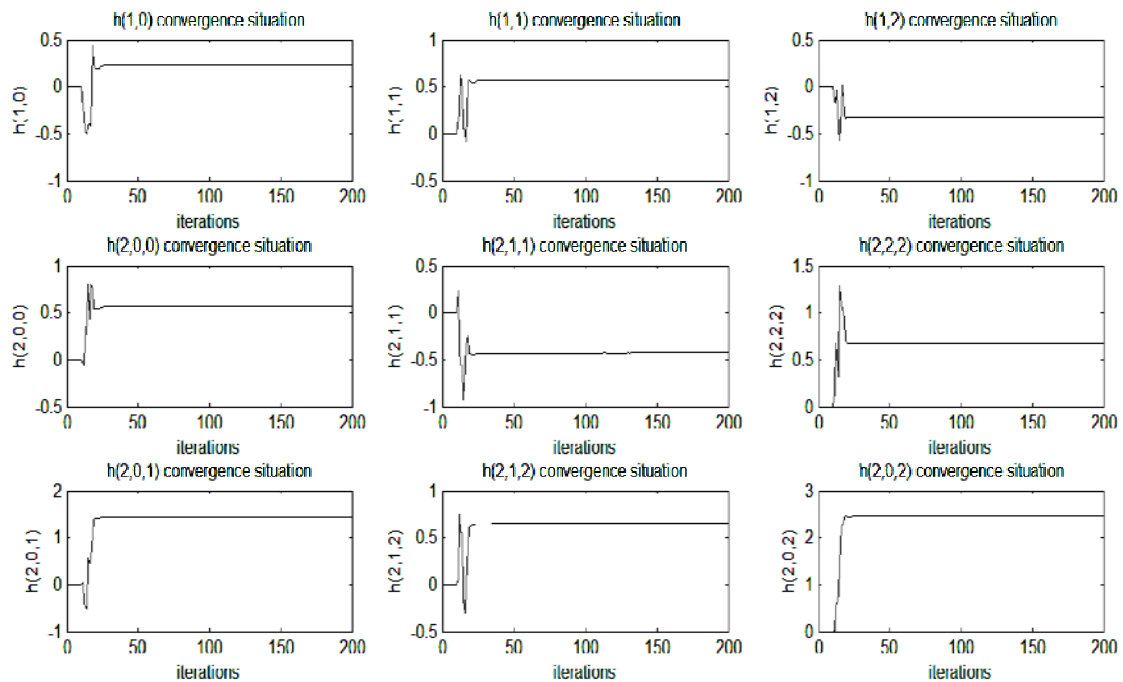 h(1,0) convergence situation
h(1,1) convergence situation
h(1,2) convergence situation
0.5
0
-0.5
-1
h(1,0)
0 50 100 150 200
iterations
1
0.5
0
-0.5
h(1,1)
0 50 100 150 200
iterations
0.5
0
-0.5
-1
h(1,2)
0 50 100 150 200
iterations
h(2,0,0) convergence situation
h(2,1,1) convergence situation
h(2,2,2) convergence situation
1
0.5
0
-0.5
h(2,0,0)
0 50 100 150 200
iterations
0.5
0
-0.5
-1
h(2,1,1)
0 50 100 150 200
iterations
1.5
1
0.5
0
h(2,2,2)
0 50 100 150 200
iterations
h(2,0,1) convergence situation
h(2,1,2) convergence situation
h(2,0,2) convergence situation
2
1
0
-1
h(2,0,1)
0 50 100 150 200
iterations
1
0.5
0
-0.5
h(2,1,2)
0 50 100 150 200
iterations
3
2
1
0
h(2,0,2)
0 50 100 150 200
iterations